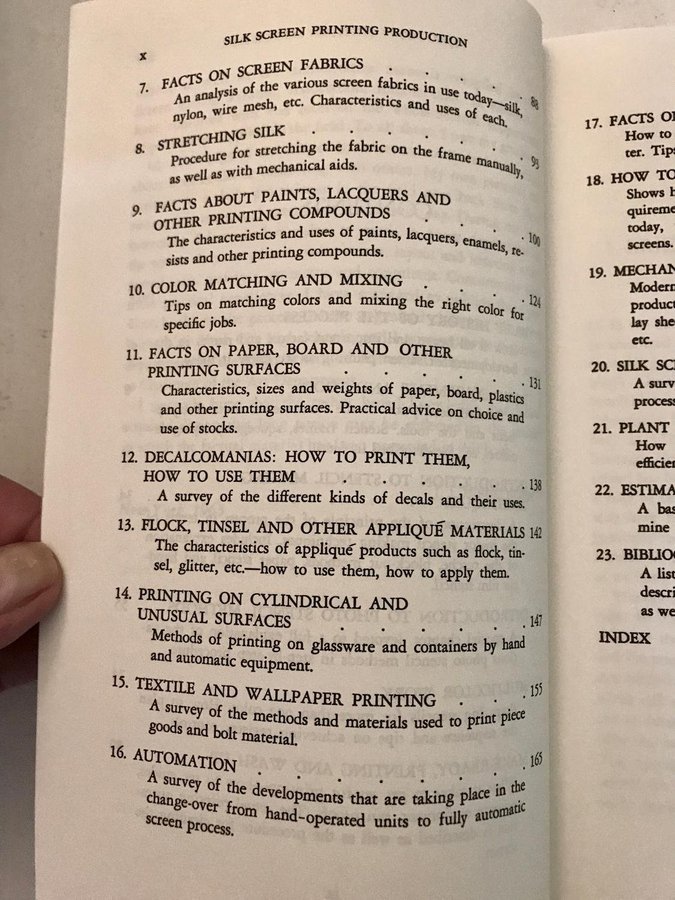 x
SILK SCREEN PRINTING PRODUCTION
7. FACTS ON SCREEN FABRICS . . . . . 88
An analysis of the various screen fabrics in use today—silk,
nylon, wire mesh, etc. Characteristics and uses of each.
8. STRETCHING SILK . . . . . . . 95
Procedure for stretching the fabric on the frame manually,
as well as with mechanical aids.
9. FACTS ABOUT PAINTS, LACQUERS AND
OTHER PRINTING COMPOUNDS . . . . 100
The characteristics and uses of paints, lacquers, enamels, re-
sists and other printing compounds.
10. COLOR MATCHING AND MIXING . . . . 124
Tips on matching colors and mixing the right color for
specific jobs.
11. FACTS ON PAPER, BOARD AND OTHER
PRINTING SURFACES . . . . . . 131
Characteristics, sizes and weights of paper, board, plastics
and other printing surfaces. Practical advice on choice and
use of stocks.
12. DECALCOMANIAS: HOW TO PRINT THEM,
HOW TO USE THEM . . . . . . 138
A survey of the different kinds of decals and their uses.
13. FLOCK, TINSEL AND OTHER APPLIQUÉ MATERIALS 142
The characteristics of appliqué products such as flock, tin-
sel, glitter, etc.—how to use them, how to apply them.
14. PRINTING ON CYLINDRICAL AND
UNUSUAL SURFACES . . . . . . 147
Methods of printing on glassware and containers by hand
and automatic equipment.
15. TEXTILE AND WALLPAPER PRINTING . . . 155
A survey of the methods and materials used to print piece
goods and bolt material.
16. AUTOMATION . . . . . . . . 165
A survey of the developments that are taking place in the
change-over from hand-operated units to fully automatic
screen process.
17. FACTS
How to
ter. Tips
18. HOW TO
Shows
quireme
today,
screens.
19. MECHAN
Modern
product
lay she
etc.
20. SILK SC
A surv
process
21. PLANT
How
efficien
22. ESTIMA
A bas
mine
23. BIBLIO
A list
descri
as we
INDEX